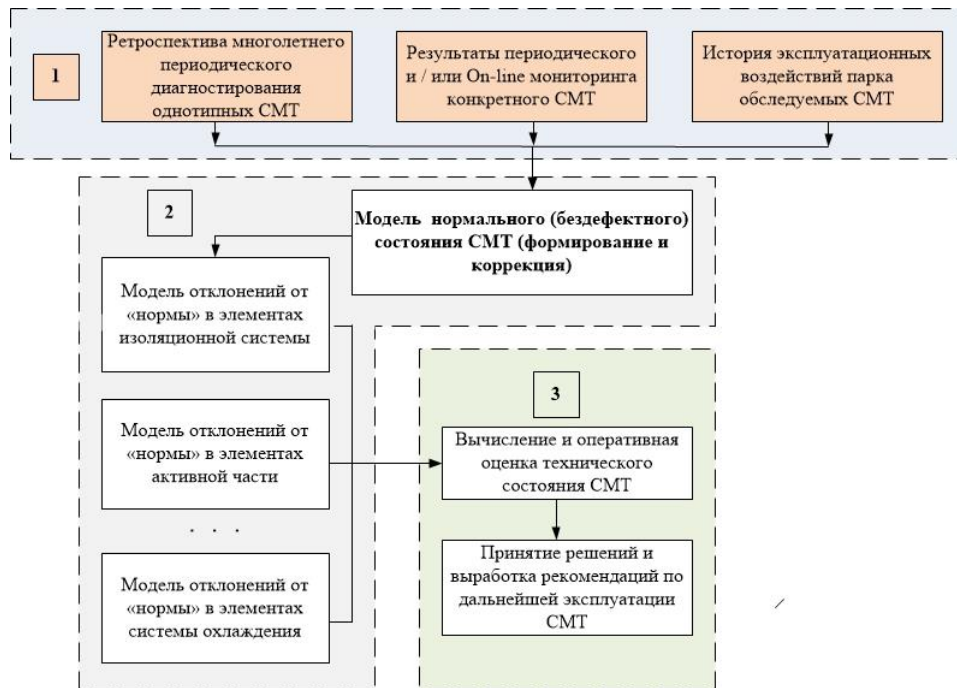 1
Ретроспектива многолетнего
периодического
диагностирования
однотипных СМТ
Результаты периодического
и / или On-line мониторинга
конкретного СМТ
История эксплуатационных
воздействий парка
обследуемых СМТ
2
Модель нормального (бездефектного)
состояния СМТ (формирование и
коррекция)
Модель отклонений от
«нормы» в элементах
изоляционной системы
Модель отклонений от
«нормы» в элементах
активной части
. . .
Модель отклонений от
«нормы» в элементах
системы охлаждения
3
Вычисление и оперативная
оценка технического
состояния СМТ
Принятие решений и
выработка рекомендаций по
дальнейшей эксплуатации
СМТ